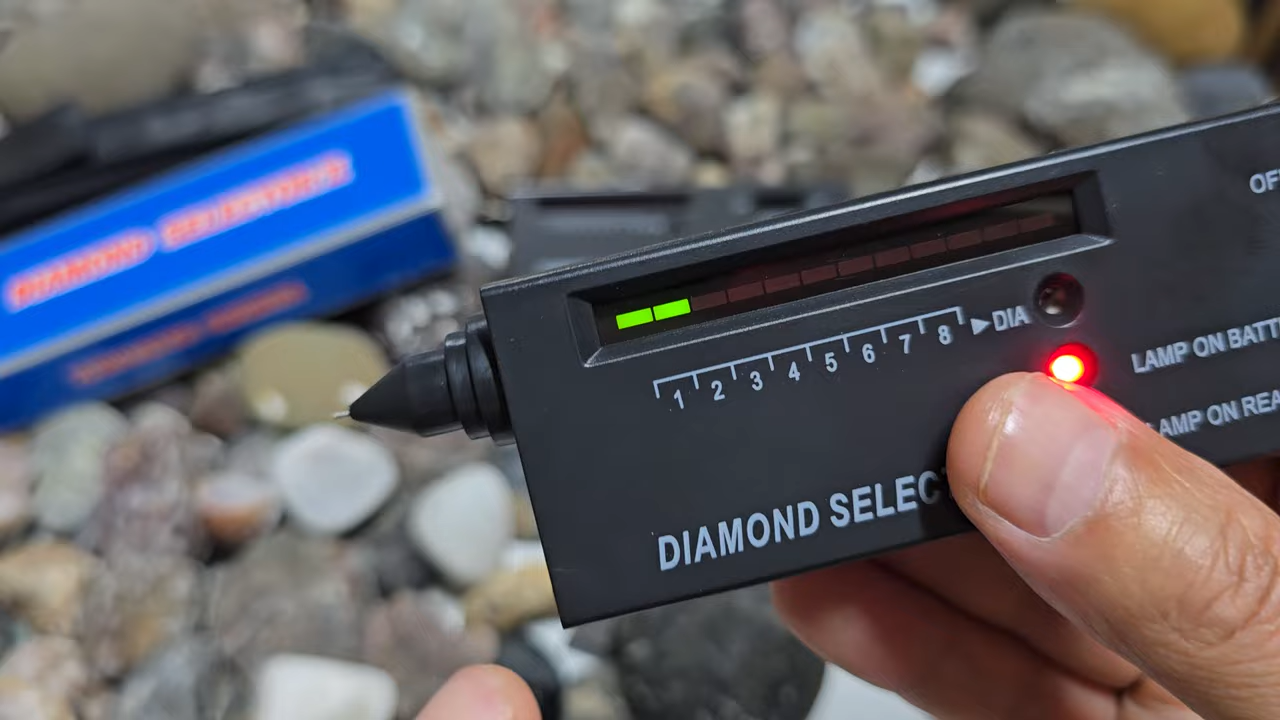 DIAMOND SELECTOR II
OF
1 2 3 4 5 6 7 8 ▶DIA
LAMP ON BATT
LAMP ON REA
DIAMOND SELECT